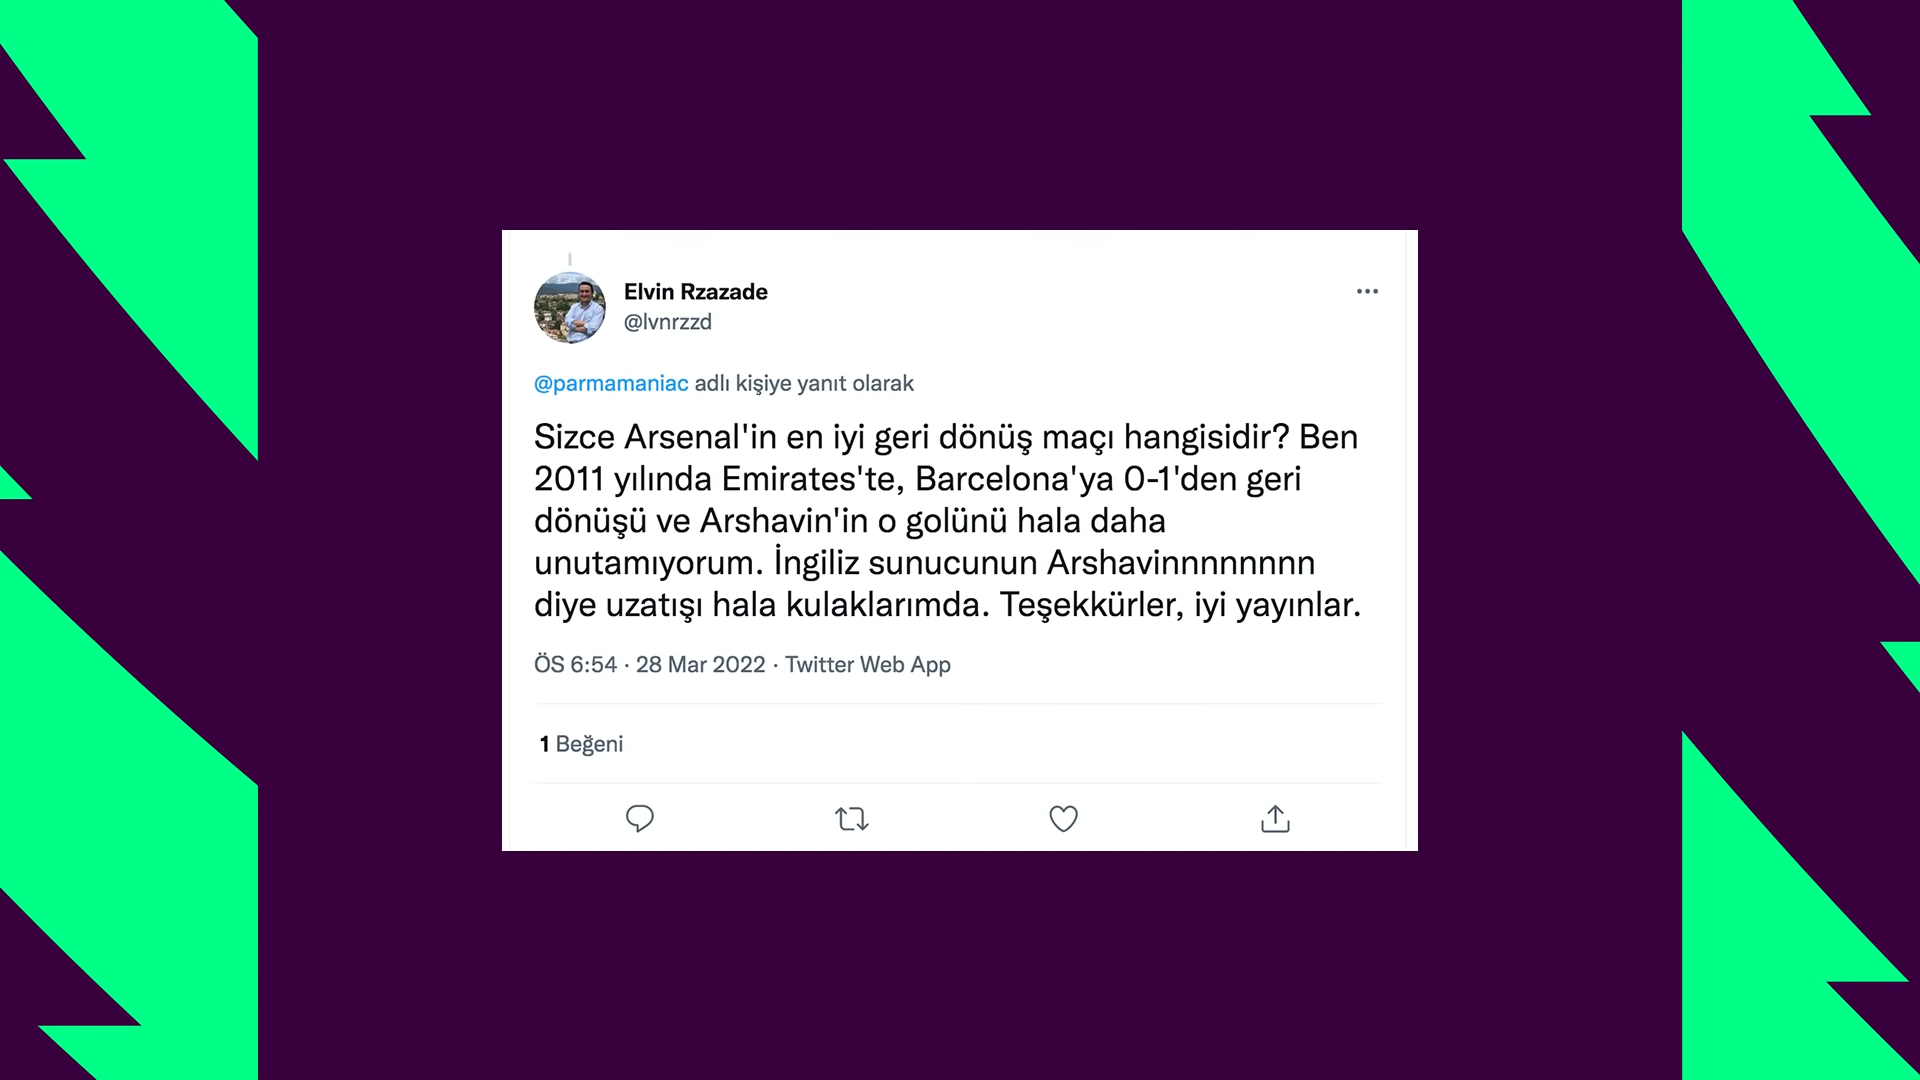 Elvin Rzazade
@lvnrzzd
@parmamaniac adlı kişiye yanıt olarak
Sizce Arsenal'in en iyi geri dönüş maçı hangisidir? Ben
2011 yılında Emirates'te, Barcelona'ya 0-1'den geri
dönüşü ve Arshavin'in o golünü hala daha
unutamıyorum. İngiliz sunucunun Arshavinnnnnnnn
diye uzatışı hala kulaklarımda. Teşekkürler, iyi yayınlar.
ÖS 6:54 · 28 Mar 2022 · Twitter Web App
1 Beğeni